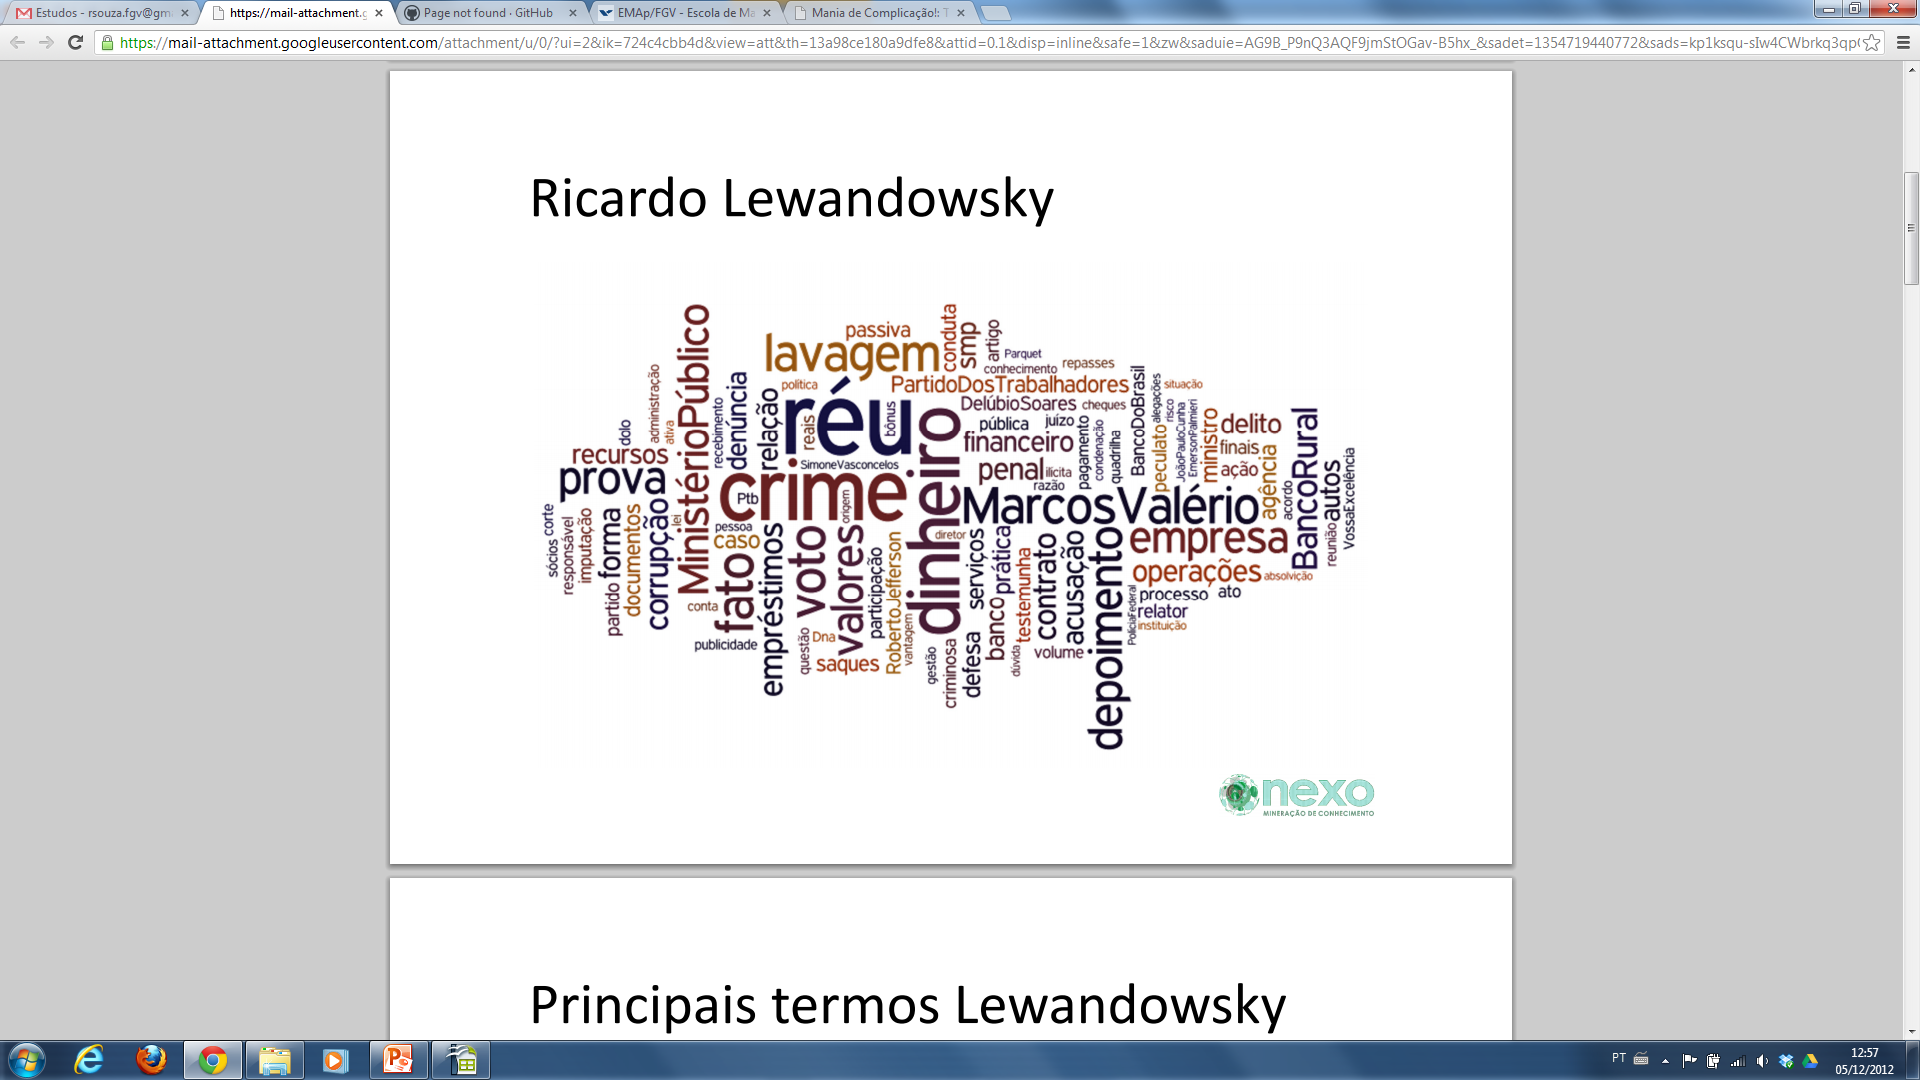 Estudos - rsouza.fgv@gm
https://mail-attachment.g
Page not found · GitHub
EMAp/FGV - Escola de Ma
Mania de Complicação!: T
https://mail-attachment.googleusercontent.com/attachment/u/0/?ui=2&ik=724c4cbb4d&view=att&th=13a98ce180a9dfe8&attid=0.1&disp=inline&safe=1&zw&saduie=AG9B_P9nQ3AQF9jmStOGav-B5hx_&sadet=1354719440772&sads=kp1ksqu-sIw4CWbrkq3qp
Ricardo Lewandowsky
passiva
lavagem
conduta
smp
artigo
Parquet
conhecimento
repasses
MinistérioPúblico
política
PartidoDosTrabalhadores
BancoDoBrasil
alegações
situação
administração
ativa
dolo
recebimento
denúncia
relação
réu
reais
bônus
dinheiro
DelúbioSoares
cheques
pública
juízo
financeiro
pagamento
condenação
quadrilha
risco
peculato
JoãoPauloCunha
EmersonPalmieri
ministro
delito
finais
ação
agência
BancoRural
recursos
prova
SimoneVasconcelos
crime
Ptb
origem
penal
ilícita
razão
MarcosValério
acordo
autos
VossaExcelência
reunião
corte
sócios
responsável
imputação
forma
partido
documentos
corrupção
lei
pessoa
caso
fato
conta
publicidade
empréstimos
voto
valores
questão
Dna
saques
participação
RobertoJefferson
vantagem
diretor
serviços
prática
banco
testemunha
contrato
acusação
depoimento
empresa
operações
absolvição
processo
ato
relator
PolíciaFederal
instituição
gestão
criminosa
defesa
dúvida
volume
nexo
MINERAÇÃO DE CONHECIMENTO
Principais termos Lewandowsky
PT
12:57
05/12/2012